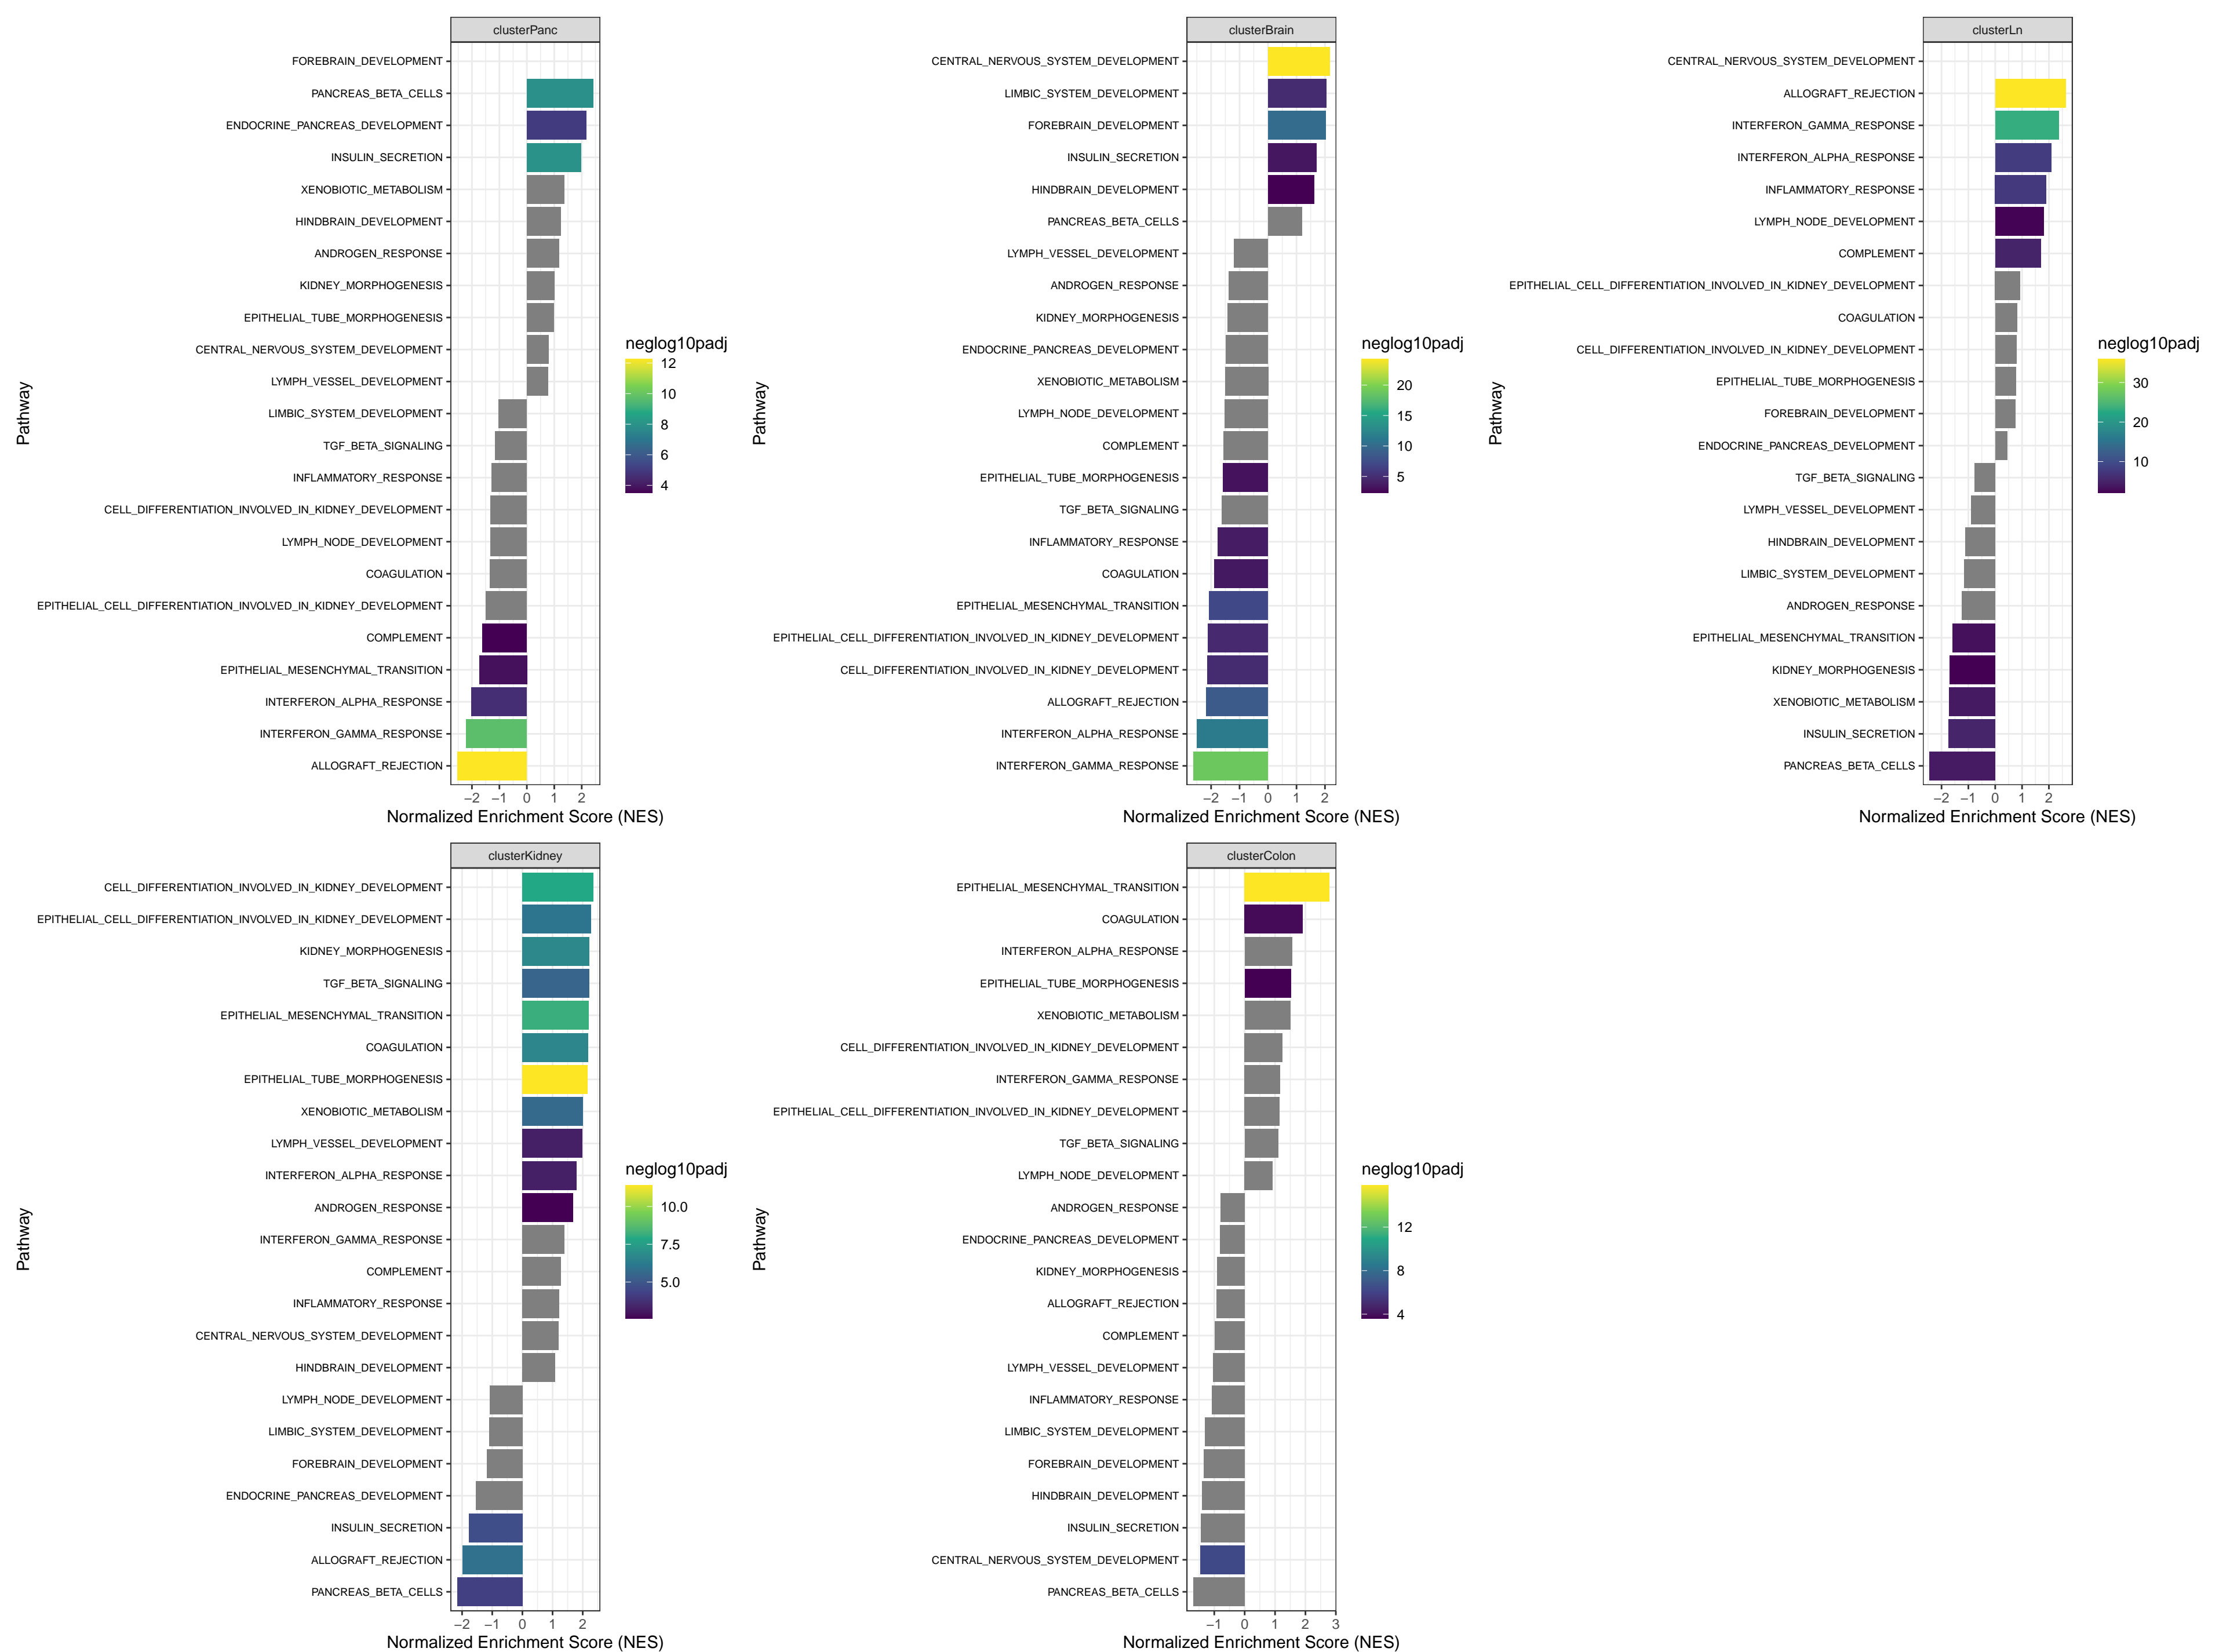 clusterPanc
FOREBRAIN_DEVELOPMENT
PANCREAS_BETA_CELLS
ENDOCRINE_PANCREAS_DEVELOPMENT
INSULIN_SECRETION
XENOBIOTIC_METABOLISM
HINDBRAIN_DEVELOPMENT
ANDROGEN_RESPONSE
KIDNEY_MORPHOGENESIS
EPITHELIAL_TUBE_MORPHOGENESIS
CENTRAL_NERVOUS_SYSTEM_DEVELOPMENT
LYMPH_VESSEL_DEVELOPMENT
LIMBIC_SYSTEM_DEVELOPMENT
TGF_BETA_SIGNALING
INFLAMMATORY_RESPONSE
CELL_DIFFERENTIATION_INVOLVED_IN_KIDNEY_DEVELOPMENT
LYMPH_NODE_DEVELOPMENT
COAGULATION
EPITHELIAL_CELL_DIFFERENTIATION_INVOLVED_IN_KIDNEY_DEVELOPMENT
COMPLEMENT
EPITHELIAL_MESENCHYMAL_TRANSITION
INTERFERON_ALPHA_RESPONSE
INTERFERON_GAMMA_RESPONSE
ALLOGRAFT_REJECTION
Pathway
−2 −1 0 1 2
Normalized Enrichment Score (NES)
neglog10padj
12
10
8
6
4
clusterBrain
CENTRAL_NERVOUS_SYSTEM_DEVELOPMENT
LIMBIC_SYSTEM_DEVELOPMENT
FOREBRAIN_DEVELOPMENT
INSULIN_SECRETION
HINDBRAIN_DEVELOPMENT
PANCREAS_BETA_CELLS
LYMPH_VESSEL_DEVELOPMENT
ANDROGEN_RESPONSE
KIDNEY_MORPHOGENESIS
ENDOCRINE_PANCREAS_DEVELOPMENT
XENOBIOTIC_METABOLISM
LYMPH_NODE_DEVELOPMENT
COMPLEMENT
EPITHELIAL_TUBE_MORPHOGENESIS
TGF_BETA_SIGNALING
INFLAMMATORY_RESPONSE
COAGULATION
EPITHELIAL_MESENCHYMAL_TRANSITION
EPITHELIAL_CELL_DIFFERENTIATION_INVOLVED_IN_KIDNEY_DEVELOPMENT
CELL_DIFFERENTIATION_INVOLVED_IN_KIDNEY_DEVELOPMENT
ALLOGRAFT_REJECTION
INTERFERON_ALPHA_RESPONSE
INTERFERON_GAMMA_RESPONSE
Pathway
−2 −1 0 1 2
Normalized Enrichment Score (NES)
neglog10padj
20
15
10
5
clusterLn
CENTRAL_NERVOUS_SYSTEM_DEVELOPMENT
ALLOGRAFT_REJECTION
INTERFERON_GAMMA_RESPONSE
INTERFERON_ALPHA_RESPONSE
INFLAMMATORY_RESPONSE
LYMPH_NODE_DEVELOPMENT
COMPLEMENT
EPITHELIAL_CELL_DIFFERENTIATION_INVOLVED_IN_KIDNEY_DEVELOPMENT
COAGULATION
CELL_DIFFERENTIATION_INVOLVED_IN_KIDNEY_DEVELOPMENT
EPITHELIAL_TUBE_MORPHOGENESIS
FOREBRAIN_DEVELOPMENT
ENDOCRINE_PANCREAS_DEVELOPMENT
TGF_BETA_SIGNALING
LYMPH_VESSEL_DEVELOPMENT
HINDBRAIN_DEVELOPMENT
LIMBIC_SYSTEM_DEVELOPMENT
ANDROGEN_RESPONSE
EPITHELIAL_MESENCHYMAL_TRANSITION
KIDNEY_MORPHOGENESIS
XENOBIOTIC_METABOLISM
INSULIN_SECRETION
PANCREAS_BETA_CELLS
Pathway
−2 −1 0 1 2
Normalized Enrichment Score (NES)
neglog10padj
30
20
10
clusterKidney
CELL_DIFFERENTIATION_INVOLVED_IN_KIDNEY_DEVELOPMENT
EPITHELIAL_CELL_DIFFERENTIATION_INVOLVED_IN_KIDNEY_DEVELOPMENT
KIDNEY_MORPHOGENESIS
TGF_BETA_SIGNALING
EPITHELIAL_MESENCHYMAL_TRANSITION
COAGULATION
EPITHELIAL_TUBE_MORPHOGENESIS
XENOBIOTIC_METABOLISM
LYMPH_VESSEL_DEVELOPMENT
INTERFERON_ALPHA_RESPONSE
ANDROGEN_RESPONSE
INTERFERON_GAMMA_RESPONSE
COMPLEMENT
INFLAMMATORY_RESPONSE
CENTRAL_NERVOUS_SYSTEM_DEVELOPMENT
HINDBRAIN_DEVELOPMENT
LYMPH_NODE_DEVELOPMENT
LIMBIC_SYSTEM_DEVELOPMENT
FOREBRAIN_DEVELOPMENT
ENDOCRINE_PANCREAS_DEVELOPMENT
INSULIN_SECRETION
ALLOGRAFT_REJECTION
PANCREAS_BETA_CELLS
Pathway
−2 −1 0 1 2
Normalized Enrichment Score (NES)
neglog10padj
10.0
7.5
5.0
clusterColon
EPITHELIAL_MESENCHYMAL_TRANSITION
COAGULATION
INTERFERON_ALPHA_RESPONSE
EPITHELIAL_TUBE_MORPHOGENESIS
XENOBIOTIC_METABOLISM
CELL_DIFFERENTIATION_INVOLVED_IN_KIDNEY_DEVELOPMENT
INTERFERON_GAMMA_RESPONSE
EPITHELIAL_CELL_DIFFERENTIATION_INVOLVED_IN_KIDNEY_DEVELOPMENT
TGF_BETA_SIGNALING
LYMPH_NODE_DEVELOPMENT
ANDROGEN_RESPONSE
ENDOCRINE_PANCREAS_DEVELOPMENT
KIDNEY_MORPHOGENESIS
ALLOGRAFT_REJECTION
COMPLEMENT
LYMPH_VESSEL_DEVELOPMENT
INFLAMMATORY_RESPONSE
LIMBIC_SYSTEM_DEVELOPMENT
FOREBRAIN_DEVELOPMENT
HINDBRAIN_DEVELOPMENT
INSULIN_SECRETION
CENTRAL_NERVOUS_SYSTEM_DEVELOPMENT
PANCREAS_BETA_CELLS
Pathway
−1 0 1 2 3
Normalized Enrichment Score (NES)
neglog10padj
12
8
4